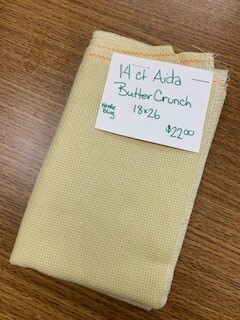 14 ct Aida
Butter Crunch
18x26
Needle
Bling
$22.00